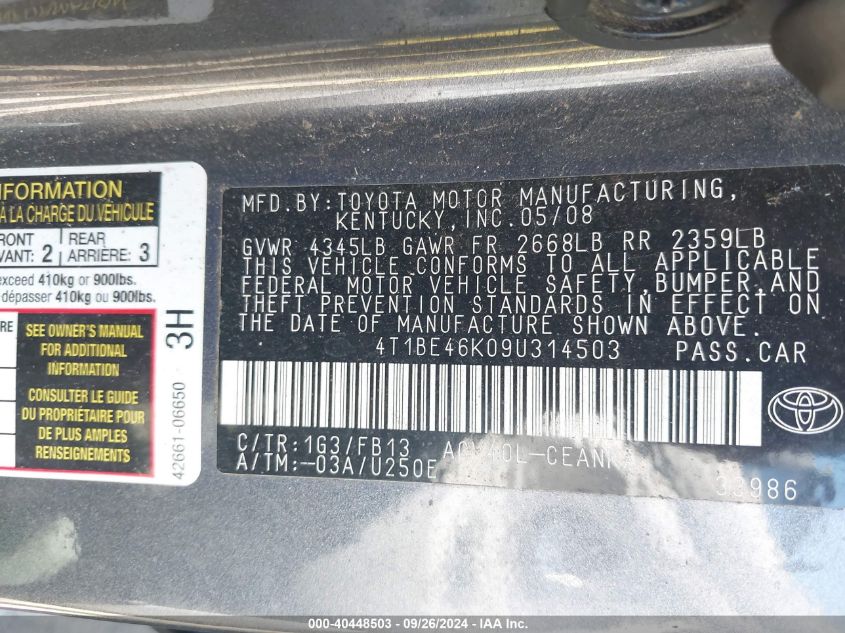 INFORMATION
À LA CHARGE DU VÉHICULE
FRONT
AVANT: 2
REAR
ARRIÈRE: 3
exceed 410kg or 900lbs.
dépasser 410kg ou 900lbs.
SEE OWNER'S MANUAL
FOR ADDITIONAL
INFORMATION
CONSULTER LE GUIDE
DU PROPRIÉTAIRE POUR
DE PLUS AMPLES
RENSEIGNEMENTS
3H
42661-06650
MFD.BY:TOYOTA MOTOR MANUFACTURING,
KENTUCKY,INC.05/08
GVWR 4345LB GAWR FR 2668LB RR 2359LB
THIS VEHICLE CONFORMS TO ALL APPLICABLE
FEDERAL MOTOR VEHICLE SAFETY,BUMPER,AND
THEFT PREVENTION STANDARDS IN EFFECT ON
THE DATE OF MANUFACTURE SHOWN ABOVE.
4T1BE46K09U314503 PASS.CAR
C/TR:1G3/FB13
A/TM:-03A/U250E
33986
000-40448503 - 09/26/2024 - IAA Inc.